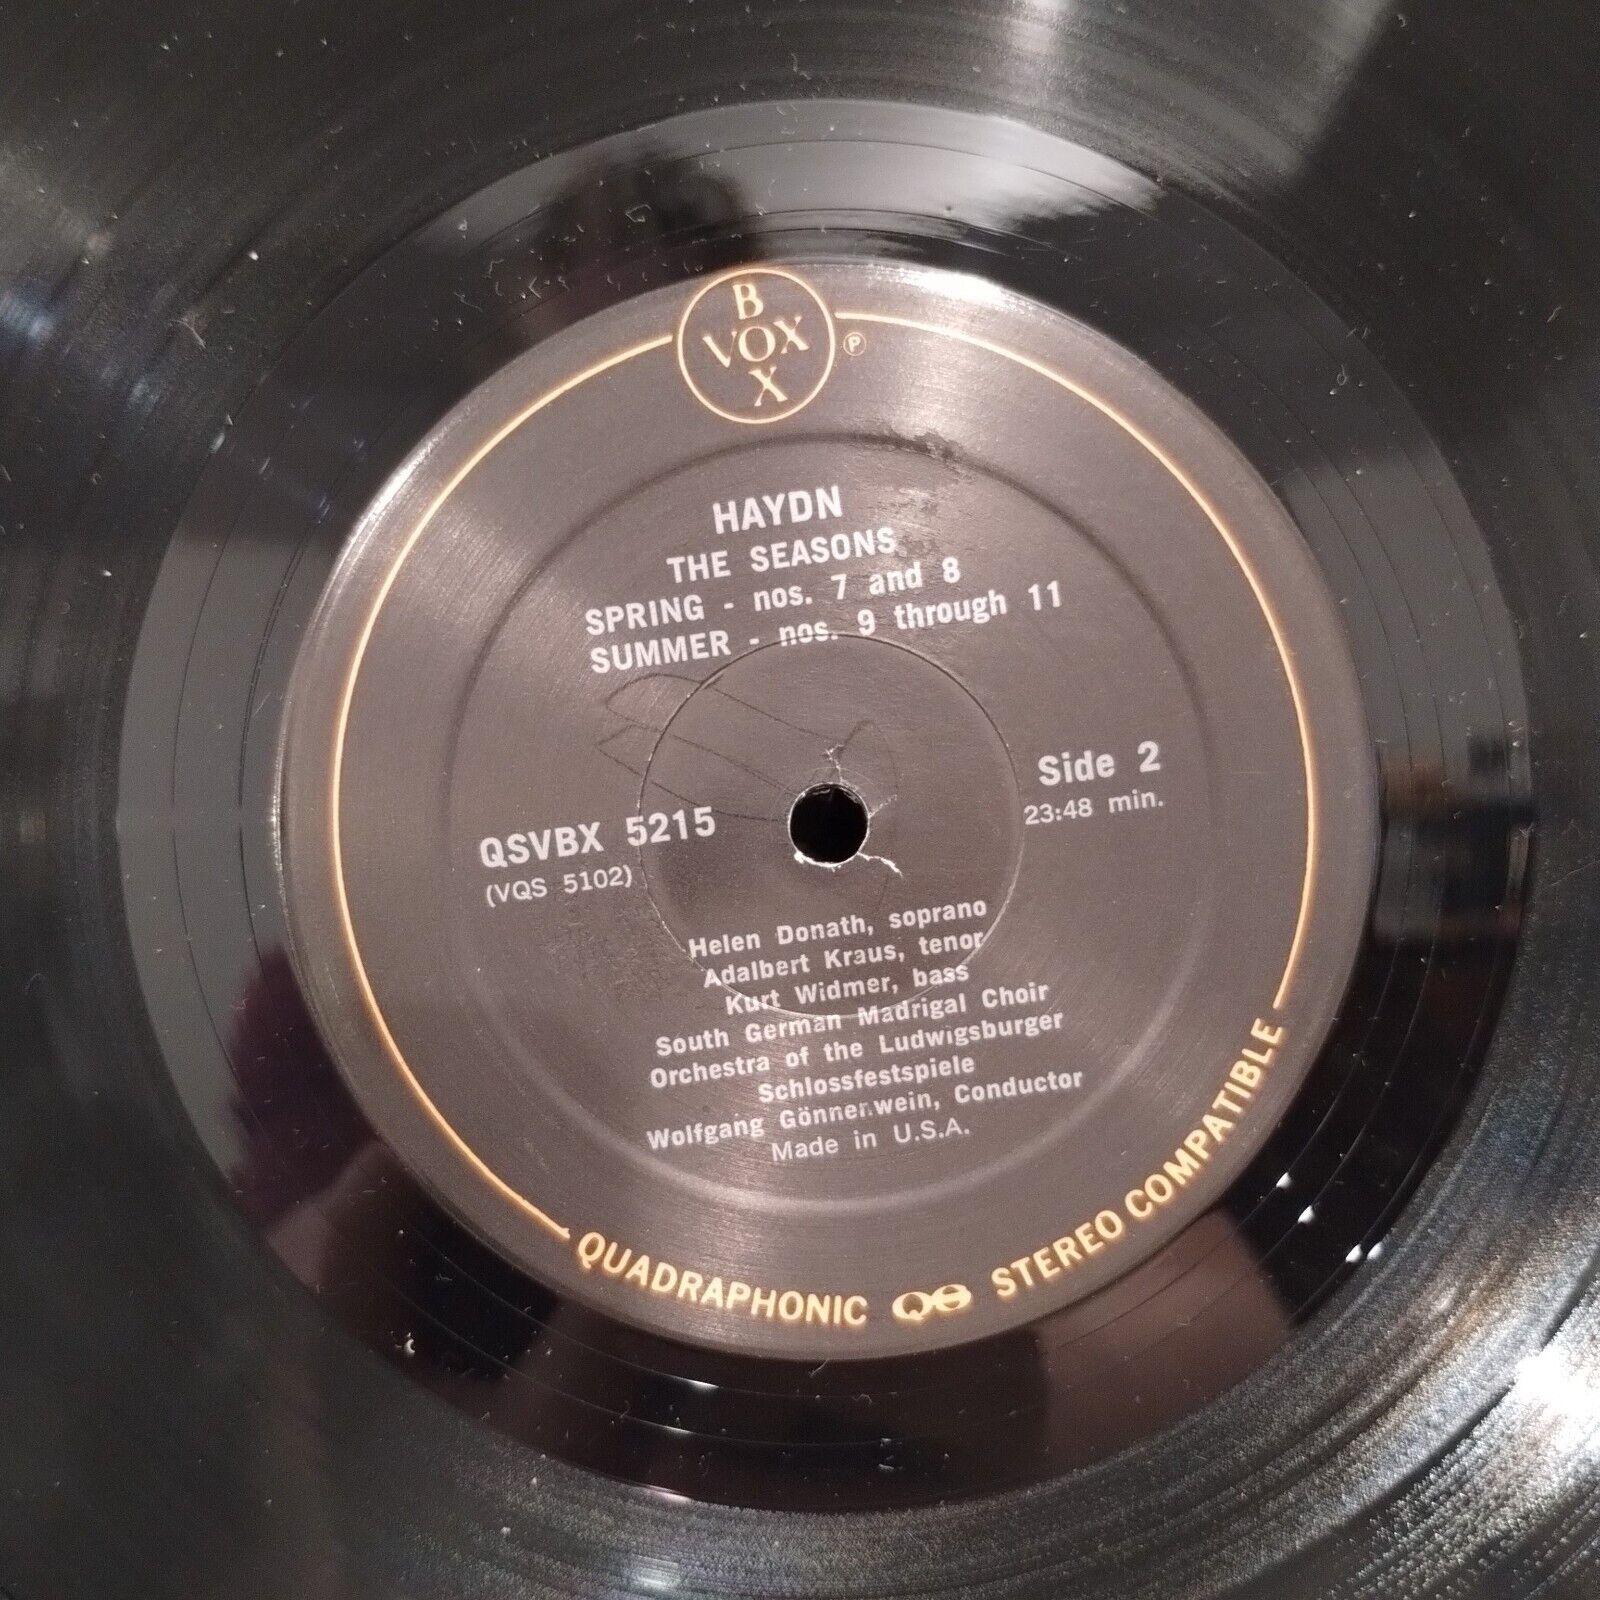 B
VOX
X
℗
HAYDN
THE SEASONS
SPRING - nos. 7 and 8
SUMMER - nos. 9 through 11
Side 2
23:48 min.
QSVBX 5215
(VQS 5102)
Helen Donath, soprano
Adalbert Kraus, tenor
Kurt Widmer, bass
South German Madrigal Choir
Orchestra of the Ludwigsburger
Schlossfestspiele
Wolfgang Gönnenwein, Conductor
Made in U.S.A.
QUADRAPHONIC QS STEREO COMPATIBLE